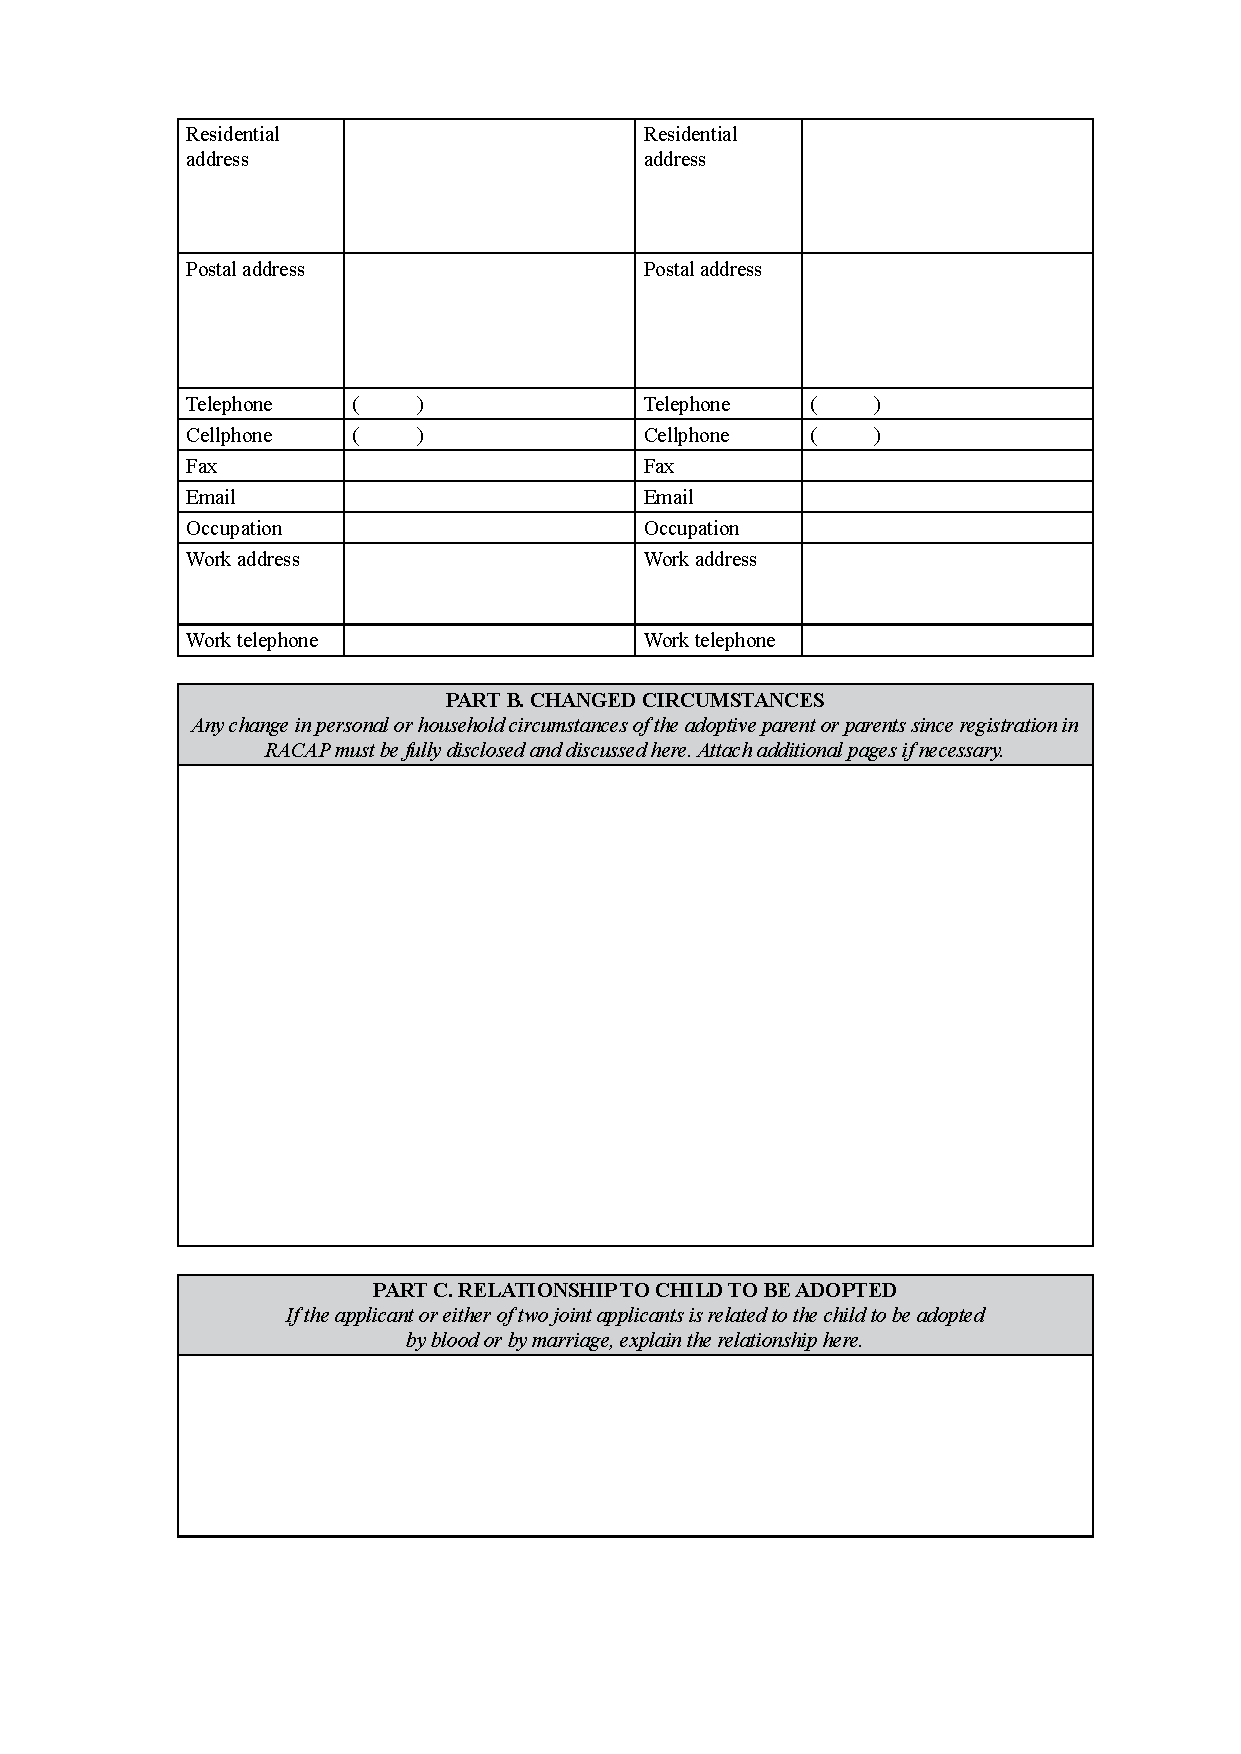 Residential address Residential address
Postal address Postal address
Telephone ( ) Telephone ( )
Cellphone ( ) Cellphone ( )
Fax Fax
Email Email
Occupation Occupation
Work address Work address
Work telephone Work telephone
PART B. CHANGED CIRCUMSTANCES
Any change in personal or household circumstances of the adoptive parent or parents since registration in
RACAP must be fully disclosed and discussed here. Attach additional pages if necessary.
PART C. RELATIONSHIP TO CHILD TO BE ADOPTED
If the applicant or either of two joint applicants is related to the child to be adopted
by blood or by marriage, explain the relationship here.